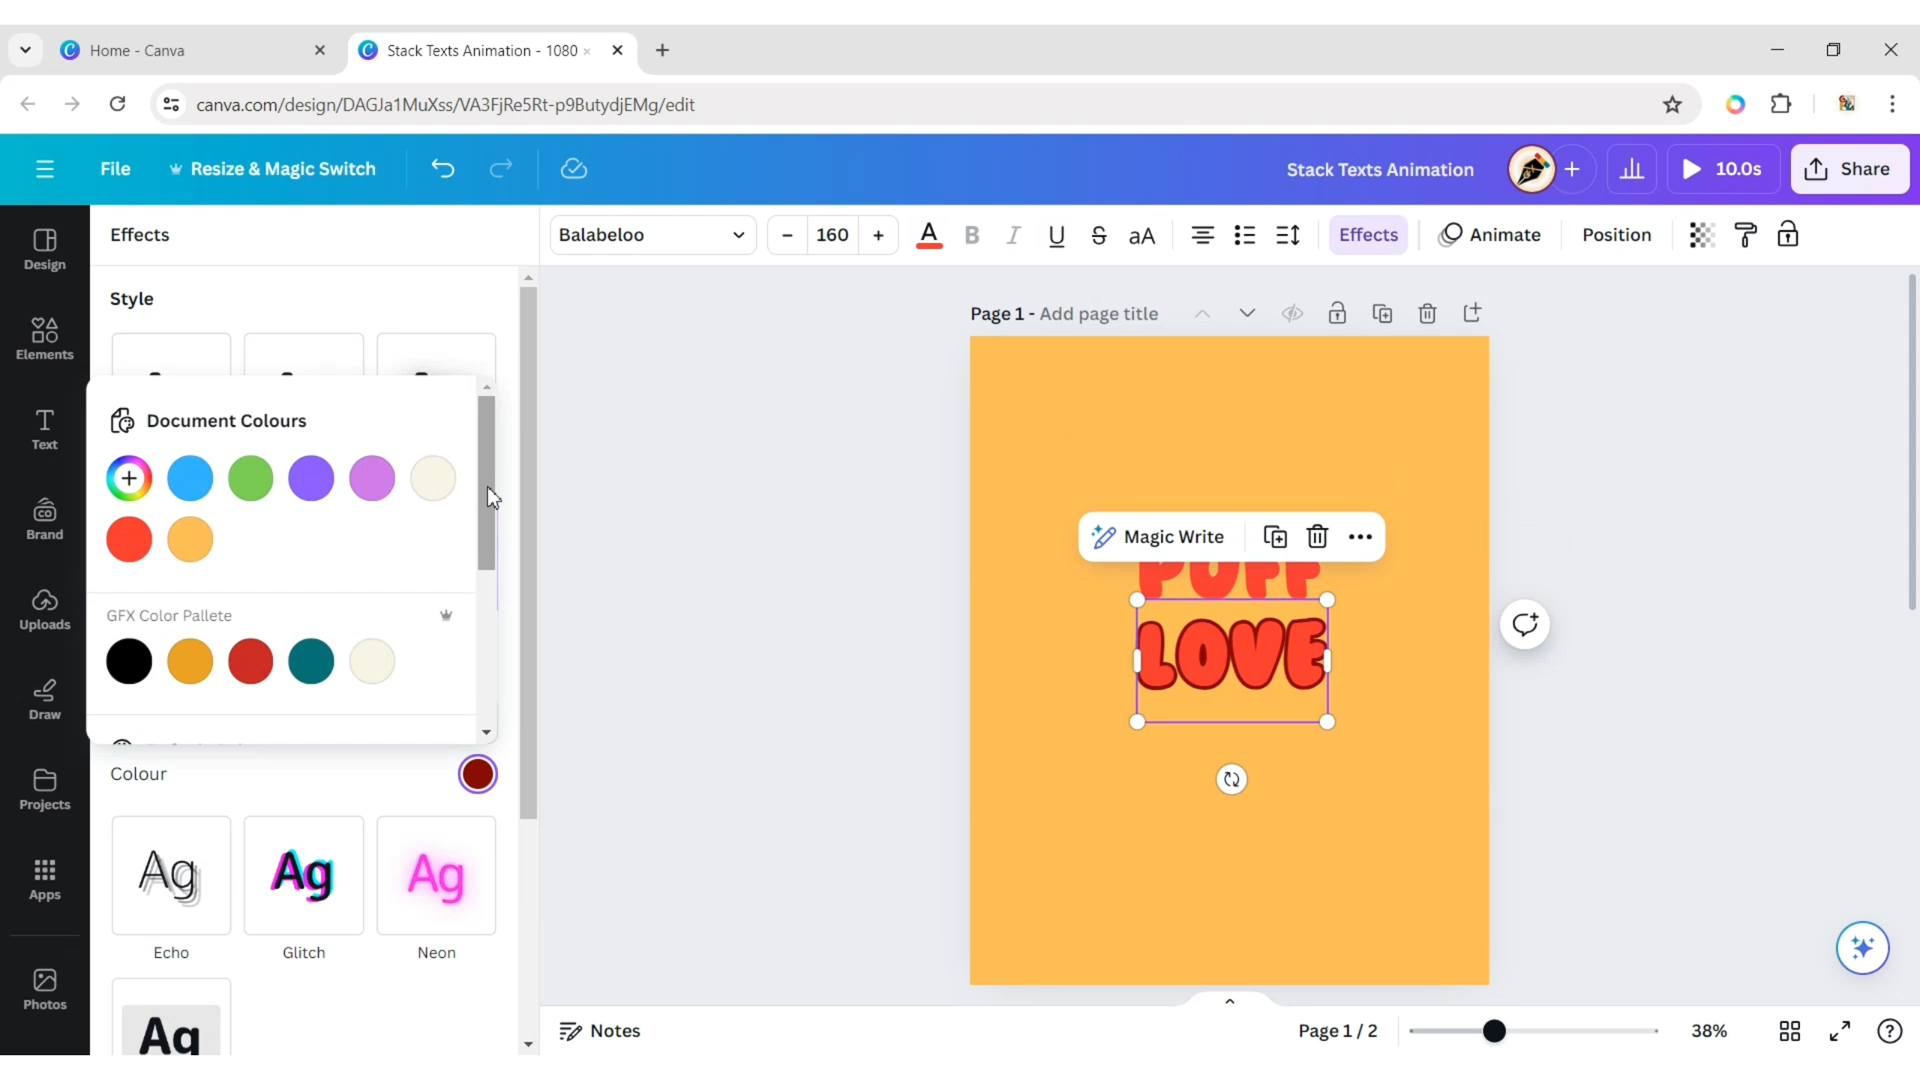 Home - Canva
Stack Texts Animation - 1080
canva.com/design/DAGJa1MuXss/VA3FjRe5Rt-p9ButydjEMg/edit
File
Resize & Magic Switch
Stack Texts Animation
10.0s
Share
Design
Elements
Text
Brand
Uploads
Draw
Projects
Apps
Photos
Effects
Balabeloo
160
Effects
Animate
Position
Style
Document Colours
GFX Color Pallete
Colour
Ag
Echo
Ag
Glitch
Ag
Neon
Ag
Page 1 - Add page title
Magic Write
PUFF
LOVE
Notes
Page 1 / 2
38%